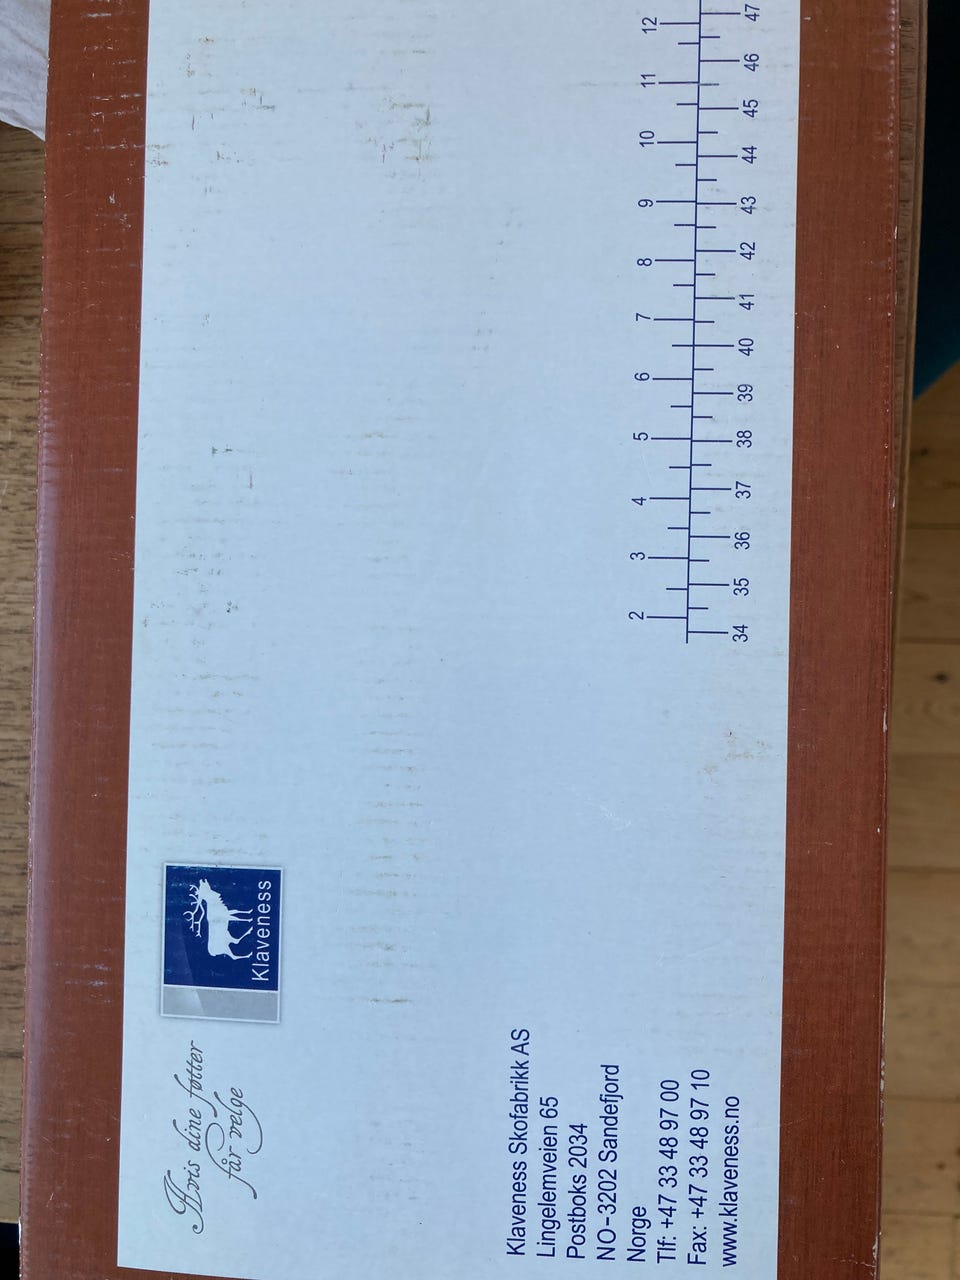 Hvis dine føtter
får velge
Klaveness
Klaveness Skofabrikk AS
Lingelemveien 65
Postboks 2034
NO-3202 Sandefjord
Norge
Tlf: +47 33 48 97 00
Fax: +47 33 48 97 10
www.klaveness.no
2 3 4 5 6 7 8 9 10 11 12
34 35 36 37 38 39 40 41 42 43 44 45 46 47